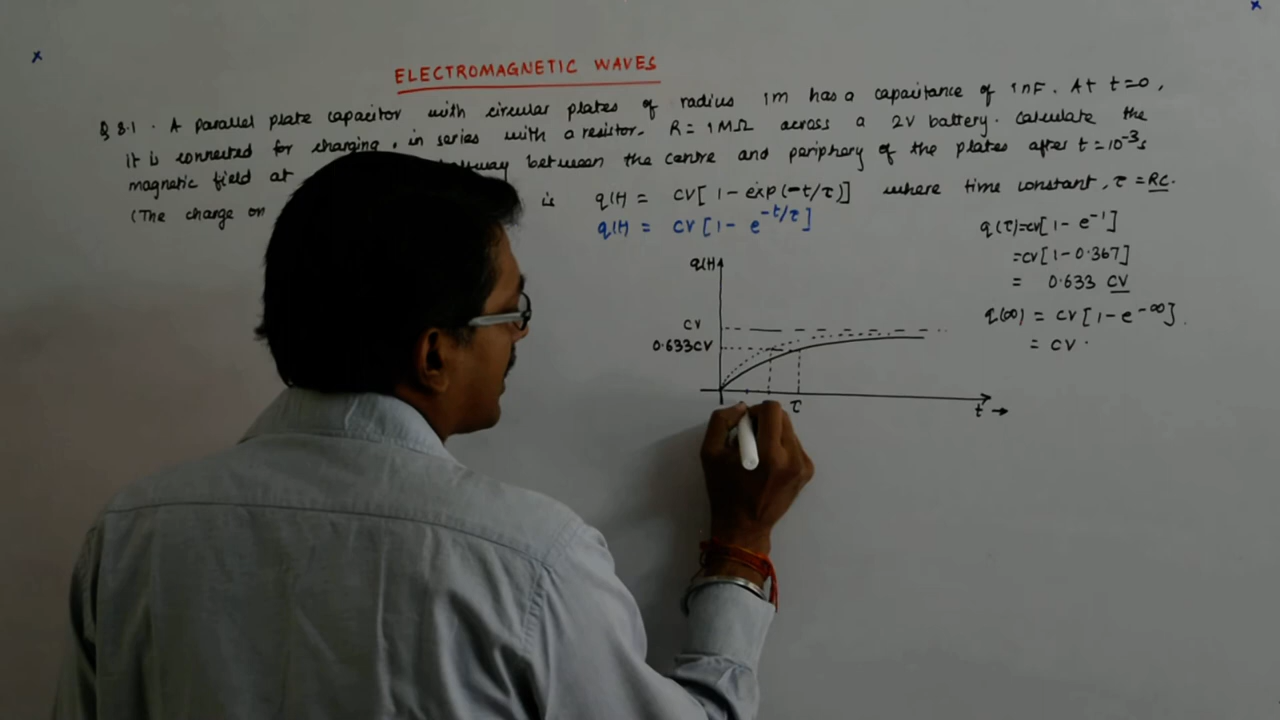 ELECTROMAGNETIC WAVES
Q 8.1 . A parallel plate capacitor with circular plates of radius 1m has a capacitance of 1nF. At t=0,
it is connected for charging , in series with a resistor. R = 1MΩ across a 2V battery. Calculate the
magnetic field at between the centre and periphery of the plates after t=10⁻³s
(The charge on is q(t) = CV[1-exp(-t/τ)] where time constant, τ = RC.
q(t) = CV[1- e^-t/τ]
q(τ)=CV[1-e⁻¹]
=CV[1-0.367]
= 0.633 CV
q(∞) = CV[1-e^-∞].
= CV.
q(t)
CV
0.633CV
τ
t →